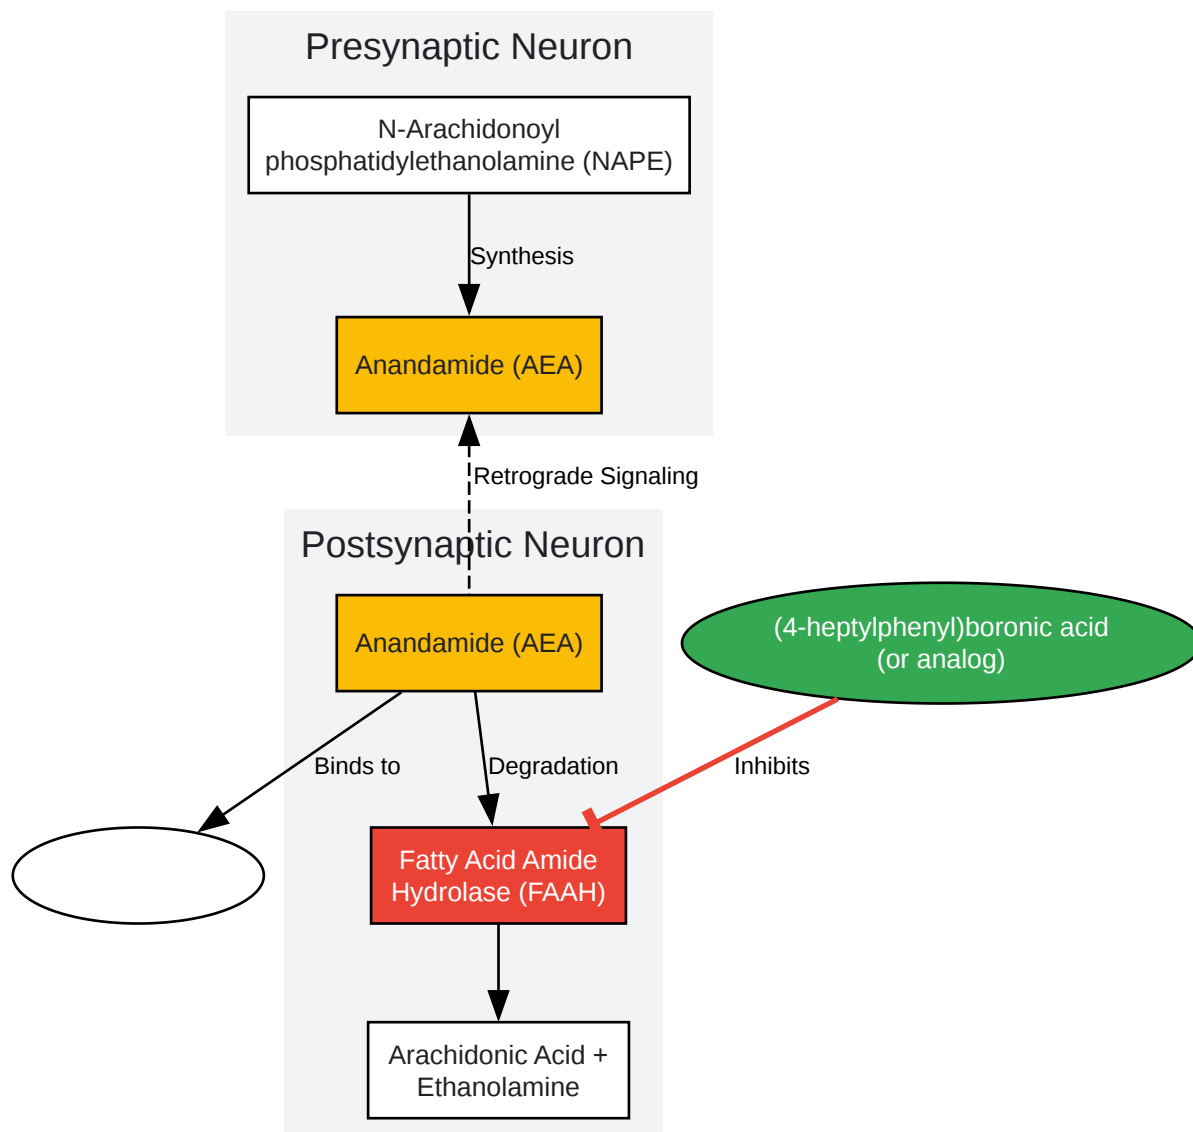 Presynaptic Neuron
N-Arachidonoyl
phosphatidylethanolamine (NAPE)
Synthesis
Anandamide (AEA)
Retrograde Signaling
Postsynaptic Neuron
Anandamide (AEA)
(4-heptylphenyl)boronic acid
(or analog)
Binds to
Degradation
Inhibits
Fatty Acid Amide
Hydrolase (FAAH)
Arachidonic Acid +
Ethanolamine